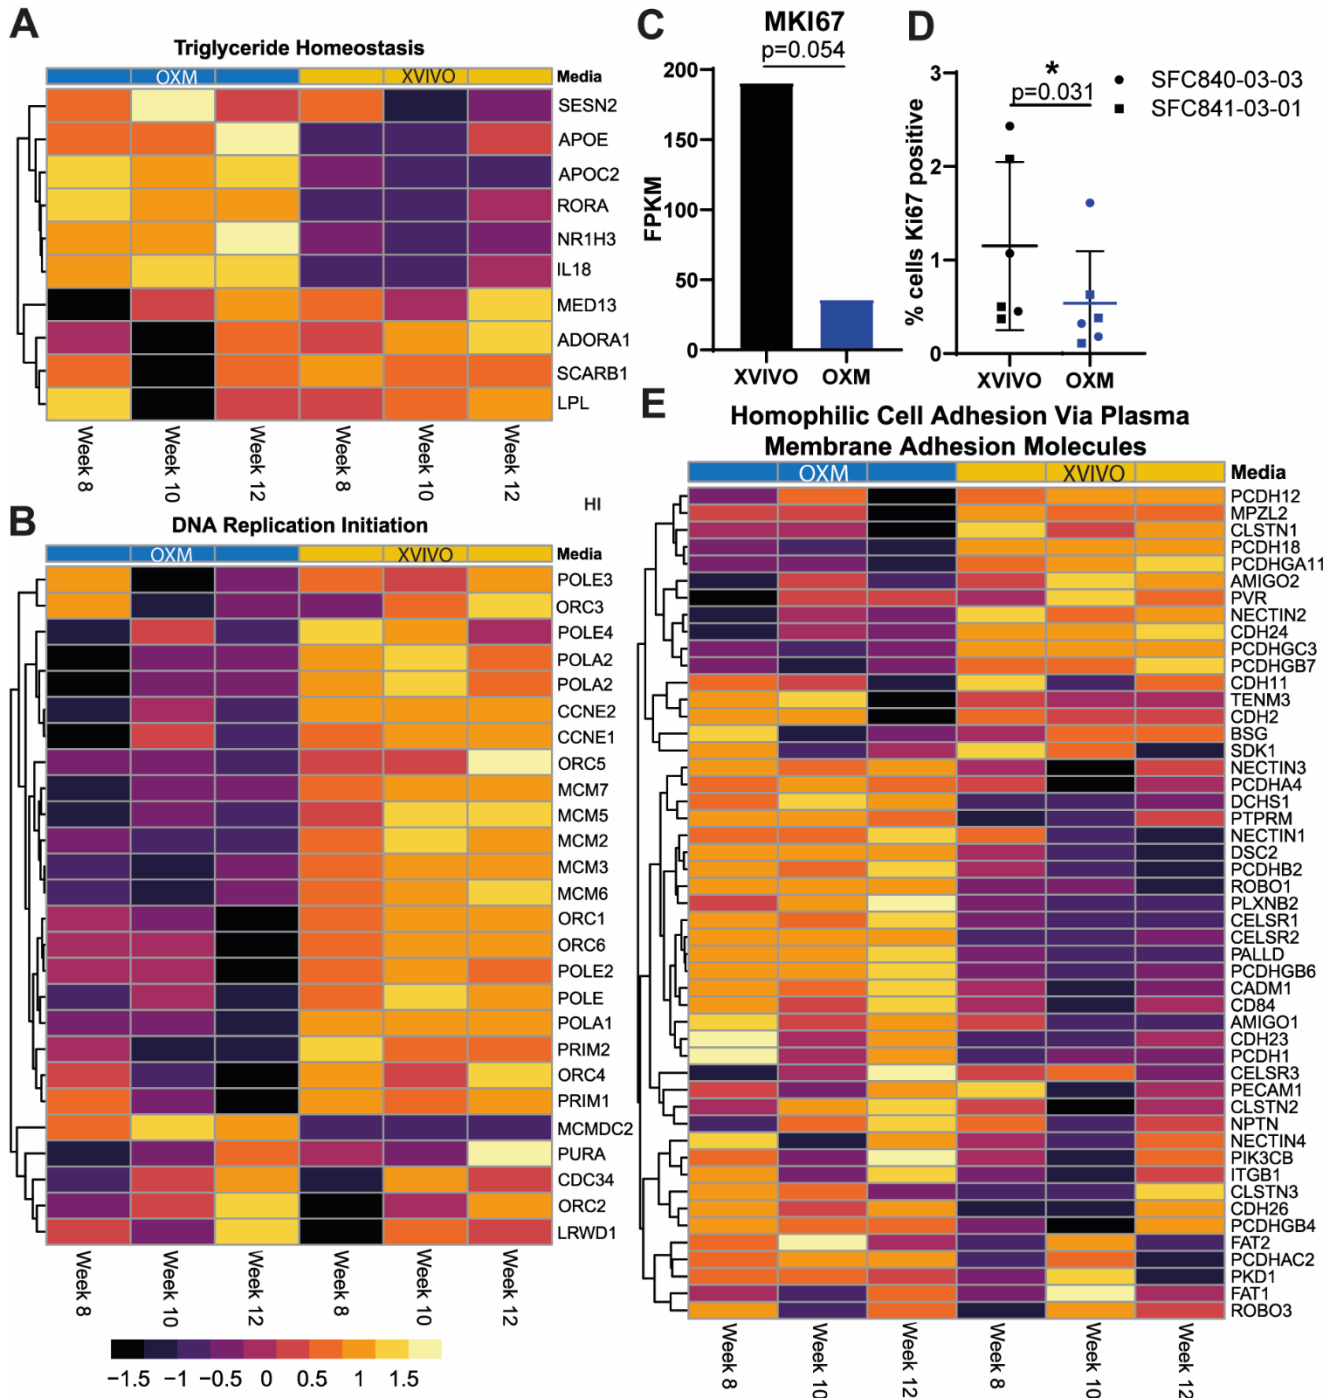 A
Triglyceride Homeostasis
OXM
XVIVO
Media
SESN2
APOE
APOC2
RORA
NR1H3
IL18
MED13
ADORA1
SCARB1
LPL
Week 8
Week 10
Week 12
Week 8
Week 10
Week 12
HI
B
DNA Replication Initiation
OXM
XVIVO
Media
POLE3
ORC3
POLE4
POLA2
POLA2
CCNE2
CCNE1
ORC5
MCM7
MCM5
MCM2
MCM3
MCM6
ORC1
ORC6
POLE2
POLE
POLA1
PRIM2
ORC4
PRIM1
MCMDC2
PURA
CDC34
ORC2
LRWD1
Week 8
Week 10
Week 12
Week 8
Week 10
Week 12
−1.5 −1 −0.5 0 0.5 1 1.5
C
MKI67
p=0.054
FPKM
200
150
100
50
0
XVIVO OXM
D
*
p=0.031
SFC840-03-03
SFC841-03-01
% cells Ki67 positive
3
2
1
0
XVIVO OXM
E
Homophilic Cell Adhesion Via Plasma
Membrane Adhesion Molecules
OXM
XVIVO
Media
PCDH12
MPZL2
CLSTN1
PCDH18
PCDHGA11
AMIGO2
PVR
NECTIN2
CDH24
PCDHGC3
PCDHGB7
CDH11
TENM3
CDH2
BSG
SDK1
NECTIN3
PCDHA4
DCHS1
PTPRM
NECTIN1
DSC2
PCDHB2
ROBO1
PLXNB2
CELSR1
CELSR2
PALLD
PCDHGB6
CADM1
CD84
AMIGO1
CDH23
PCDH1
CELSR3
PECAM1
CLSTN2
NPTN
NECTIN4
PIK3CB
ITGB1
CLSTN3
CDH26
PCDHGB4
FAT2
PCDHAC2
PKD1
FAT1
ROBO3
Week 8
Week 10
Week 12
Week 8
Week 10
Week 12